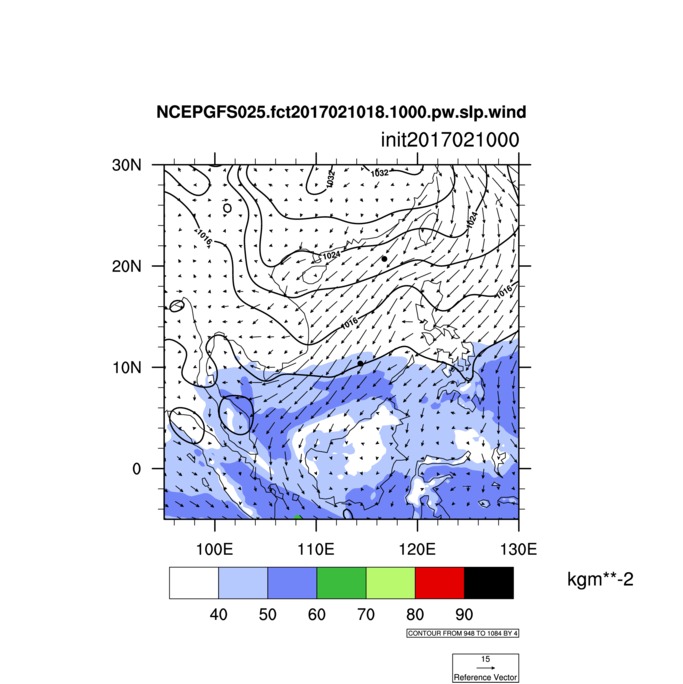 NCEPGFS025.fct2017021018.1000.pw.slp.wind
init2017021000
30N
20N
10N
0
1032
1032
1016
1024
1024
1016
1016
100E
110E
120E
130E
40
50
60
70
80
90
kgm**-2
CONTOUR FROM 948 TO 1084 BY 4
15
Reference Vector